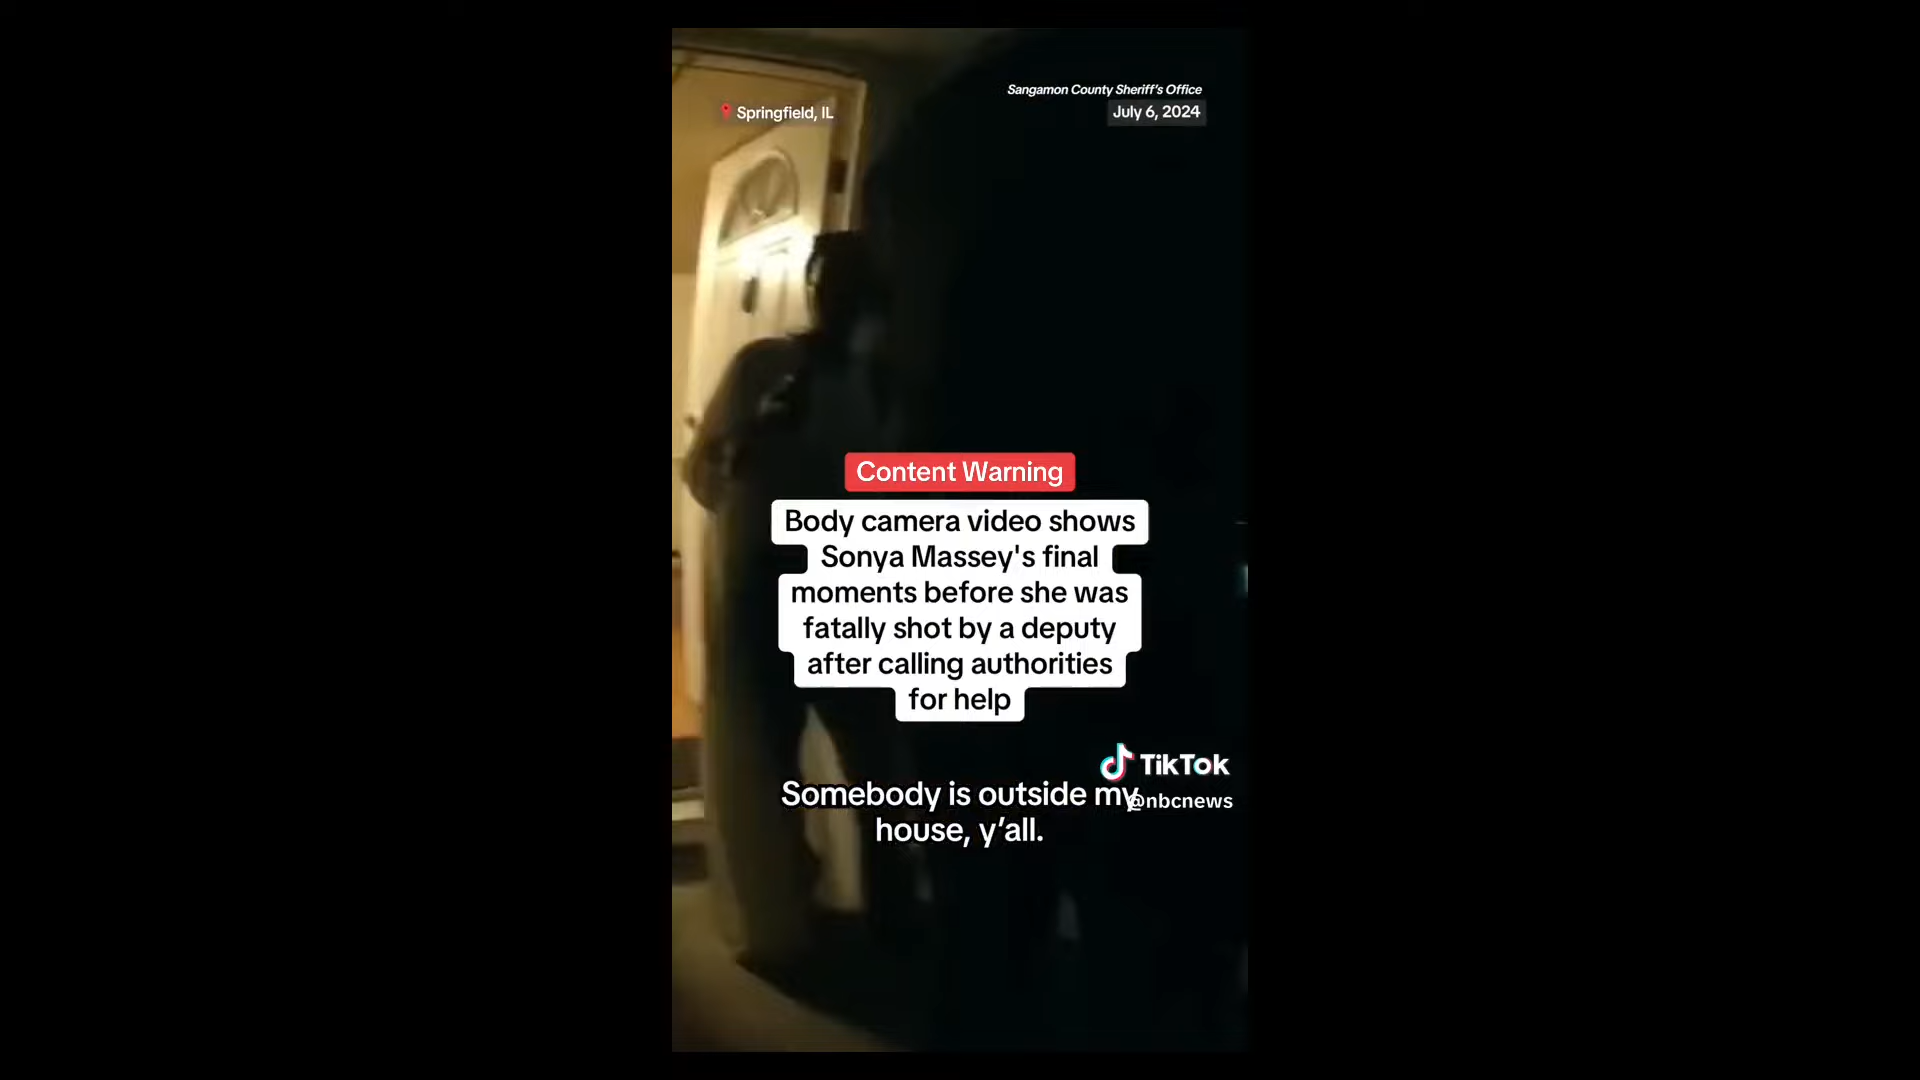 Sangamon County Sheriff's Office
Springfield, IL
July 6, 2024
Content Warning
Body camera video shows
Sonya Massey's final
moments before she was
fatally shot by a deputy
after calling authorities
for help
TikTok
@nbcnews
Somebody is outside my
house, y’all.